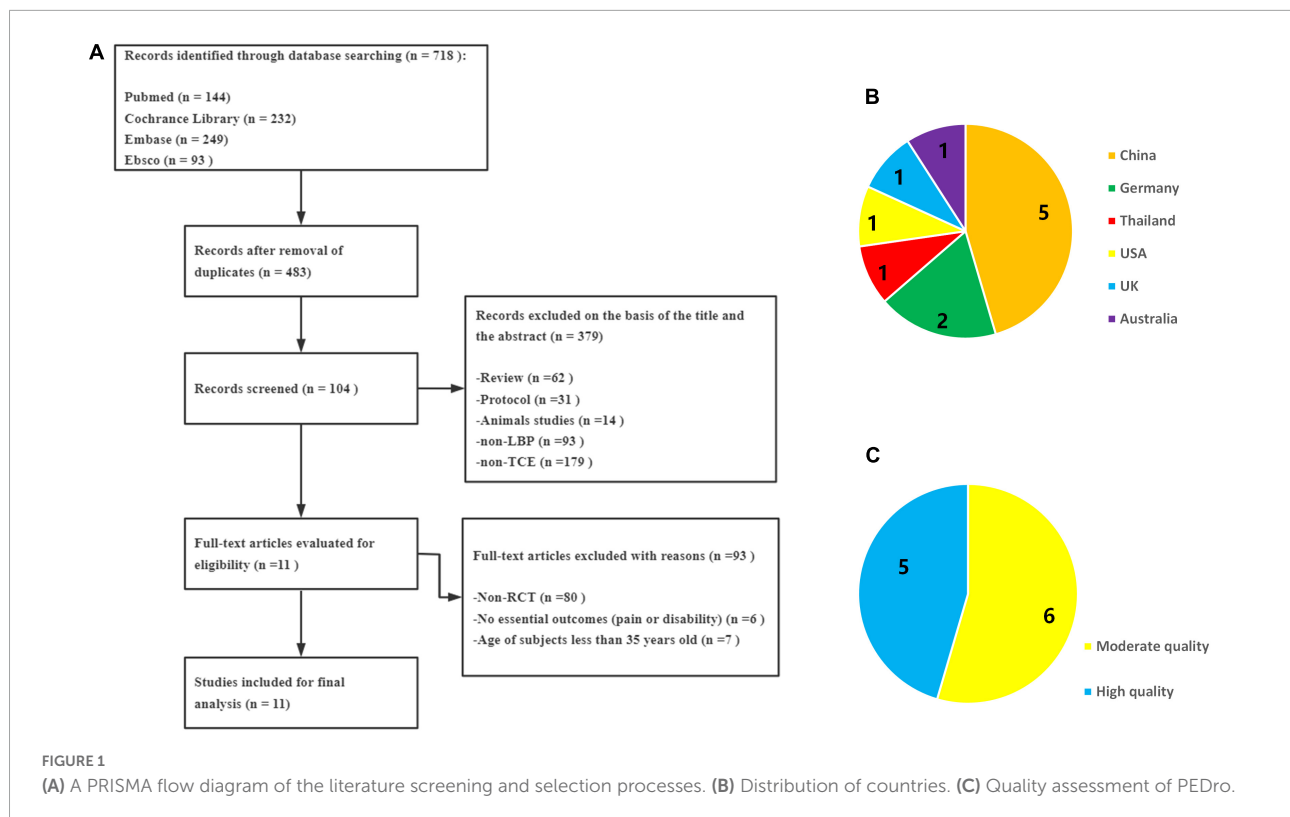 A
Records identified through database searching (n = 718 ):
Pubmed (n = 144)
Cochrance Library (n = 232)
Embase (n = 249)
Ebsco (n = 93 )
Records after removal of
duplicates (n = 483)
Records screened (n = 104 )
Records excluded on the basis of the title and
the abstract (n = 379)
-Review (n =62 )
-Protocol (n =31 )
-Animals studies (n =14 )
-non-LBP (n =93 )
-non-TCE (n =179 )
Full-text articles evaluated for
eligibility (n =11 )
Full-text articles excluded with reasons (n =93 )
-Non-RCT (n =80 )
-No essential outcomes (pain or disability) (n =6 )
-Age of subjects less than 35 years old (n =7 )
Studies included for final
analysis (n = 11)
B
5
2
1
1
1
1
China
Germany
Thailand
USA
UK
Australia
C
5
6
Moderate quality
High quality
FIGURE 1
(A) A PRISMA flow diagram of the literature screening and selection processes. (B) Distribution of countries. (C) Quality assessment of PEDro.